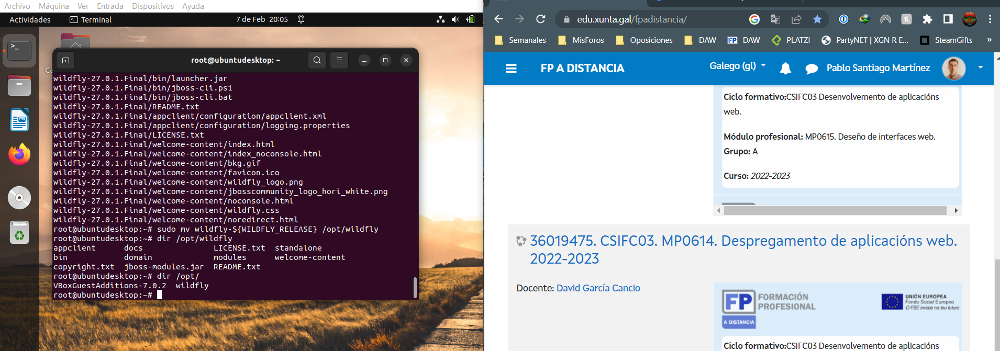 Archivo Máquina Ver Entrada Dispositivos Ayuda
Actividades Terminal 7 de Feb 20:05
root@ubuntudesktop: ~
wildfly-27.0.1.Final/bin/launcher.jar
wildfly-27.0.1.Final/bin/jboss-cli.ps1
wildfly-27.0.1.Final/bin/jboss-cli.bat
wildfly-27.0.1.Final/README.txt
wildfly-27.0.1.Final/appclient/configuration/appclient.xml
wildfly-27.0.1.Final/appclient/configuration/logging.properties
wildfly-27.0.1.Final/LICENSE.txt
wildfly-27.0.1.Final/welcome-content/index.html
wildfly-27.0.1.Final/welcome-content/index_noconsole.html
wildfly-27.0.1.Final/welcome-content/bkg.gif
wildfly-27.0.1.Final/welcome-content/favicon.ico
wildfly-27.0.1.Final/welcome-content/wildfly_logo.png
wildfly-27.0.1.Final/welcome-content/jbosscommunity_logo_hori_white.png
wildfly-27.0.1.Final/welcome-content/noconsole.html
wildfly-27.0.1.Final/welcome-content/wildfly.css
wildfly-27.0.1.Final/welcome-content/noredirect.html
root@ubuntudesktop:~# sudo mv wildfly-${WILDFLY_RELEASE} /opt/wildfly
root@ubuntudesktop:~# dir /opt/wildfly
appclient docs LICENSE.txt standalone
bin domain modules welcome-content
copyright.txt jboss-modules.jar README.txt
root@ubuntudesktop:~# dir /opt/
VBoxGuestAdditions-7.0.2 wildfly
root@ubuntudesktop:~#
edu.xunta.gal/fpadistancia/
Semanales MisForos Oposiciones DAW FP DAW PLATZI PartyNET | XGN R E... SteamGifts »
FP A DISTANCIA Galego (gl) Pablo Santiago Martínez
Ciclo formativo:CSIFC03 Desenvolvemento de aplicacións
web.
Módulo profesional: MP0615. Deseño de interfaces web.
Grupo: A
Curso: 2022-2023
36019475. CSIFC03. MP0614. Despregamento de aplicacións web.
2022-2023
Docente: David García Cancio
FP FORMACIÓN
PROFESIONAL
A DISTANCIA
UNIÓN EUROPEA
Fondo Social Europeo
O FSE inviste no teu futuro
Ciclo formativo:CSIFC03 Desenvolvemento de aplicacións